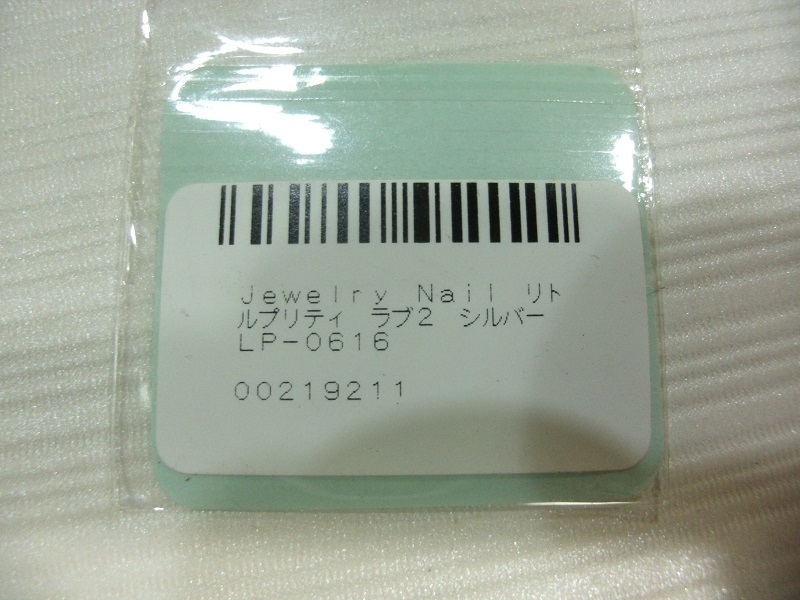 Ｊｅｗｅｌｒｙ　Ｎａｉｌ　リト
ルプリティ　ラブ２　シルバー
ＬＰ−０６１６
００２１９２１１